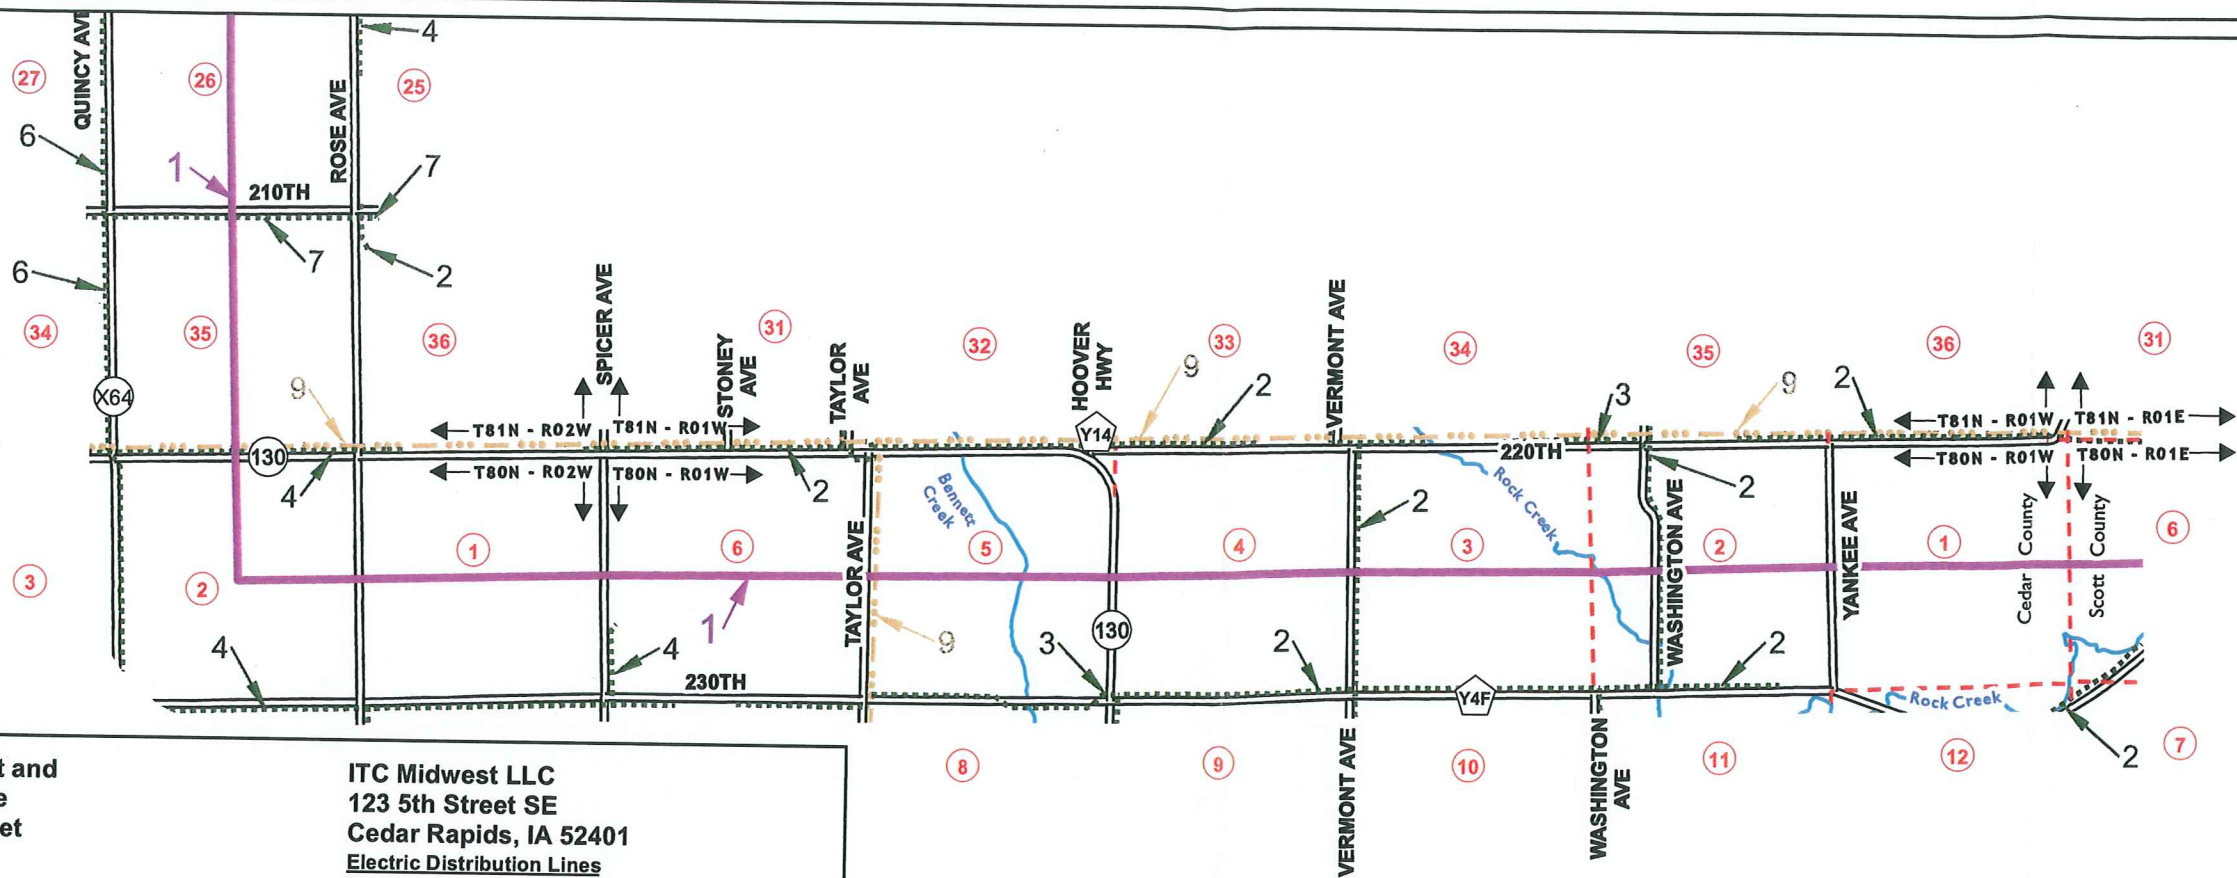 QUINCY AVE
ROSE AVE
4
27
26
25
6
1
7
210TH
7
2
6
34
35
36
SPICER AVE
31
STONEY
AVE
TAYLOR
AVE
32
HOOVER
HWY
33
VERMONT AVE
34
35
36
31
X64
9
9
2
3
9
2
T81N - R02W
T81N - R01W
Y14
T81N - R01W
T81N - R01E
130
220TH
T80N - R02W
T80N - R01W
T80N - R01W
T80N - R01E
4
2
Bennett
Creek
2
Rock Creek
2
WASHINGTON AVE
YANKEE AVE
Cedar County
Scott County
3
2
1
6
TAYLOR AVE
5
4
3
2
1
6
1
130
4
4
9
3
2
2
230TH
Y4F
Rock Creek
2
8
9
VERMONT AVE
10
WASHINGTON
AVE
11
12
7
t and
e
et
ITC Midwest LLC
123 5th Street SE
Cedar Rapids, IA 52401
Electric Distribution Lines